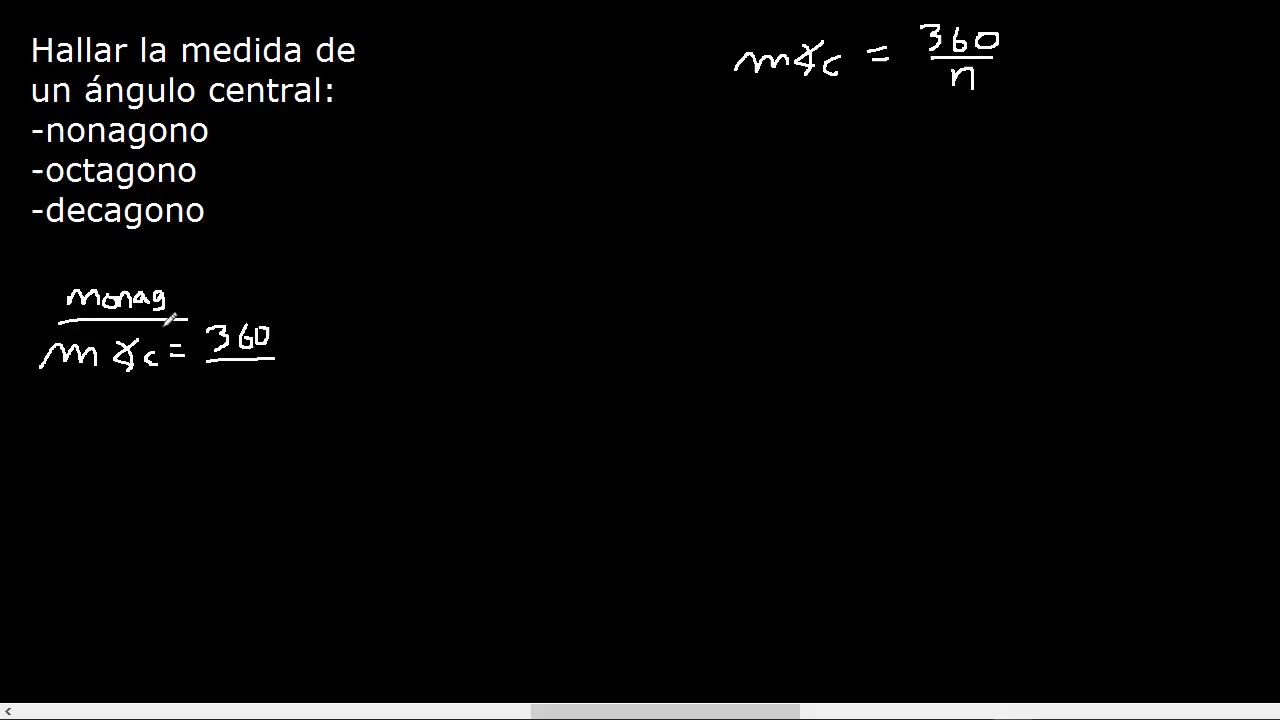 Hallar la medida de
un ángulo central:
-nonagono
-octagono
-decagono
m∡c = 360/n
monag
m∡c = 360